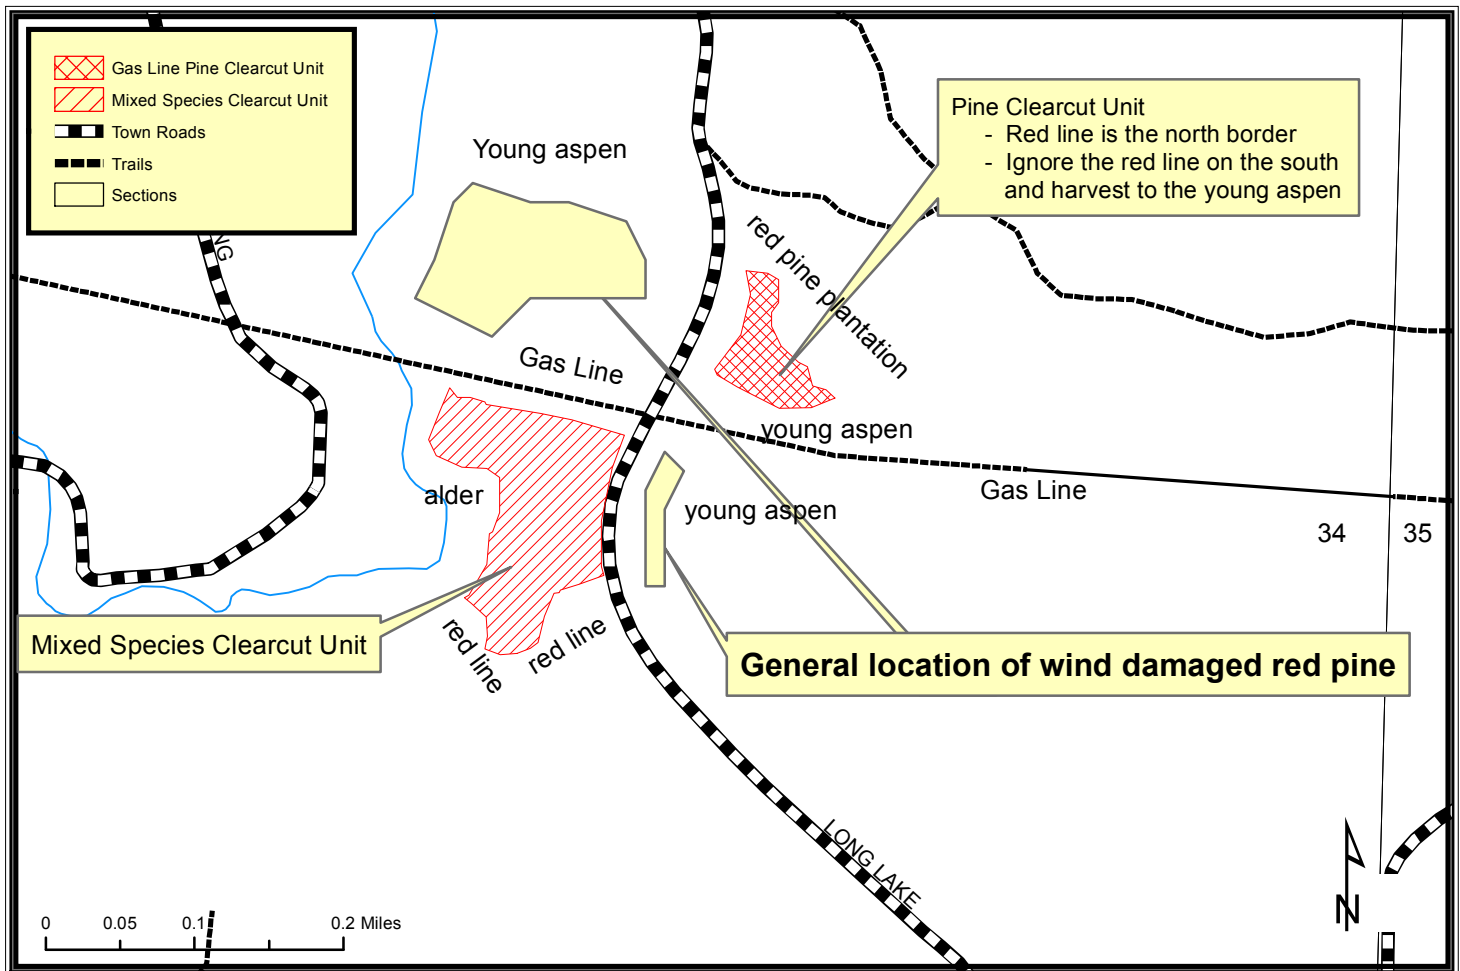 Gas Line Pine Clearcut Unit
Mixed Species Clearcut Unit
Town Roads
Trails
Sections
NG
Young aspen
Pine Clearcut Unit
- Red line is the north border
- Ignore the red line on the south
and harvest to the young aspen
red pine plantation
Gas Line
young aspen
Gas Line
alder
young aspen
34
35
Mixed Species Clearcut Unit
red line
red line
General location of wind damaged red pine
LONG LAKE
N
0 0.05 0.1 0.2 Miles